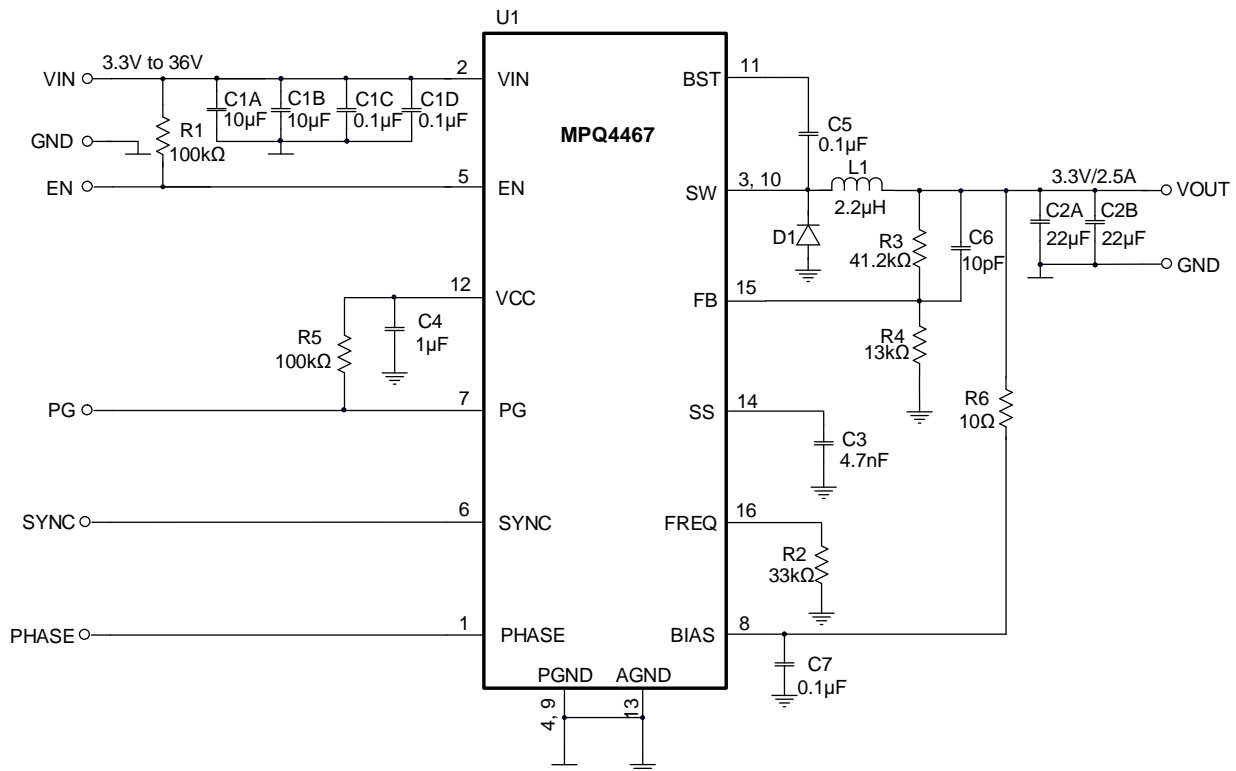 U1
MPQ4467
3.3V to 36V
VIN
2
VIN
C1A
10µF
C1B
10µF
C1C
0.1µF
C1D
0.1µF
GND
R1
100kΩ
EN
5
EN
12
VCC
R5
100kΩ
C4
1µF
PG
7
PG
SYNC
6
SYNC
PHASE
1
PHASE
PGND
AGND
4, 9
13
BST
11
C5
0.1µF
SW
3, 10
L1
2.2µH
3.3V/2.5A
VOUT
D1
R3
41.2kΩ
C6
10pF
C2A
22µF
C2B
22µF
GND
FB
15
R4
13kΩ
SS
14
C3
4.7nF
R6
10Ω
FREQ
16
R2
33kΩ
BIAS
8
C7
0.1µF